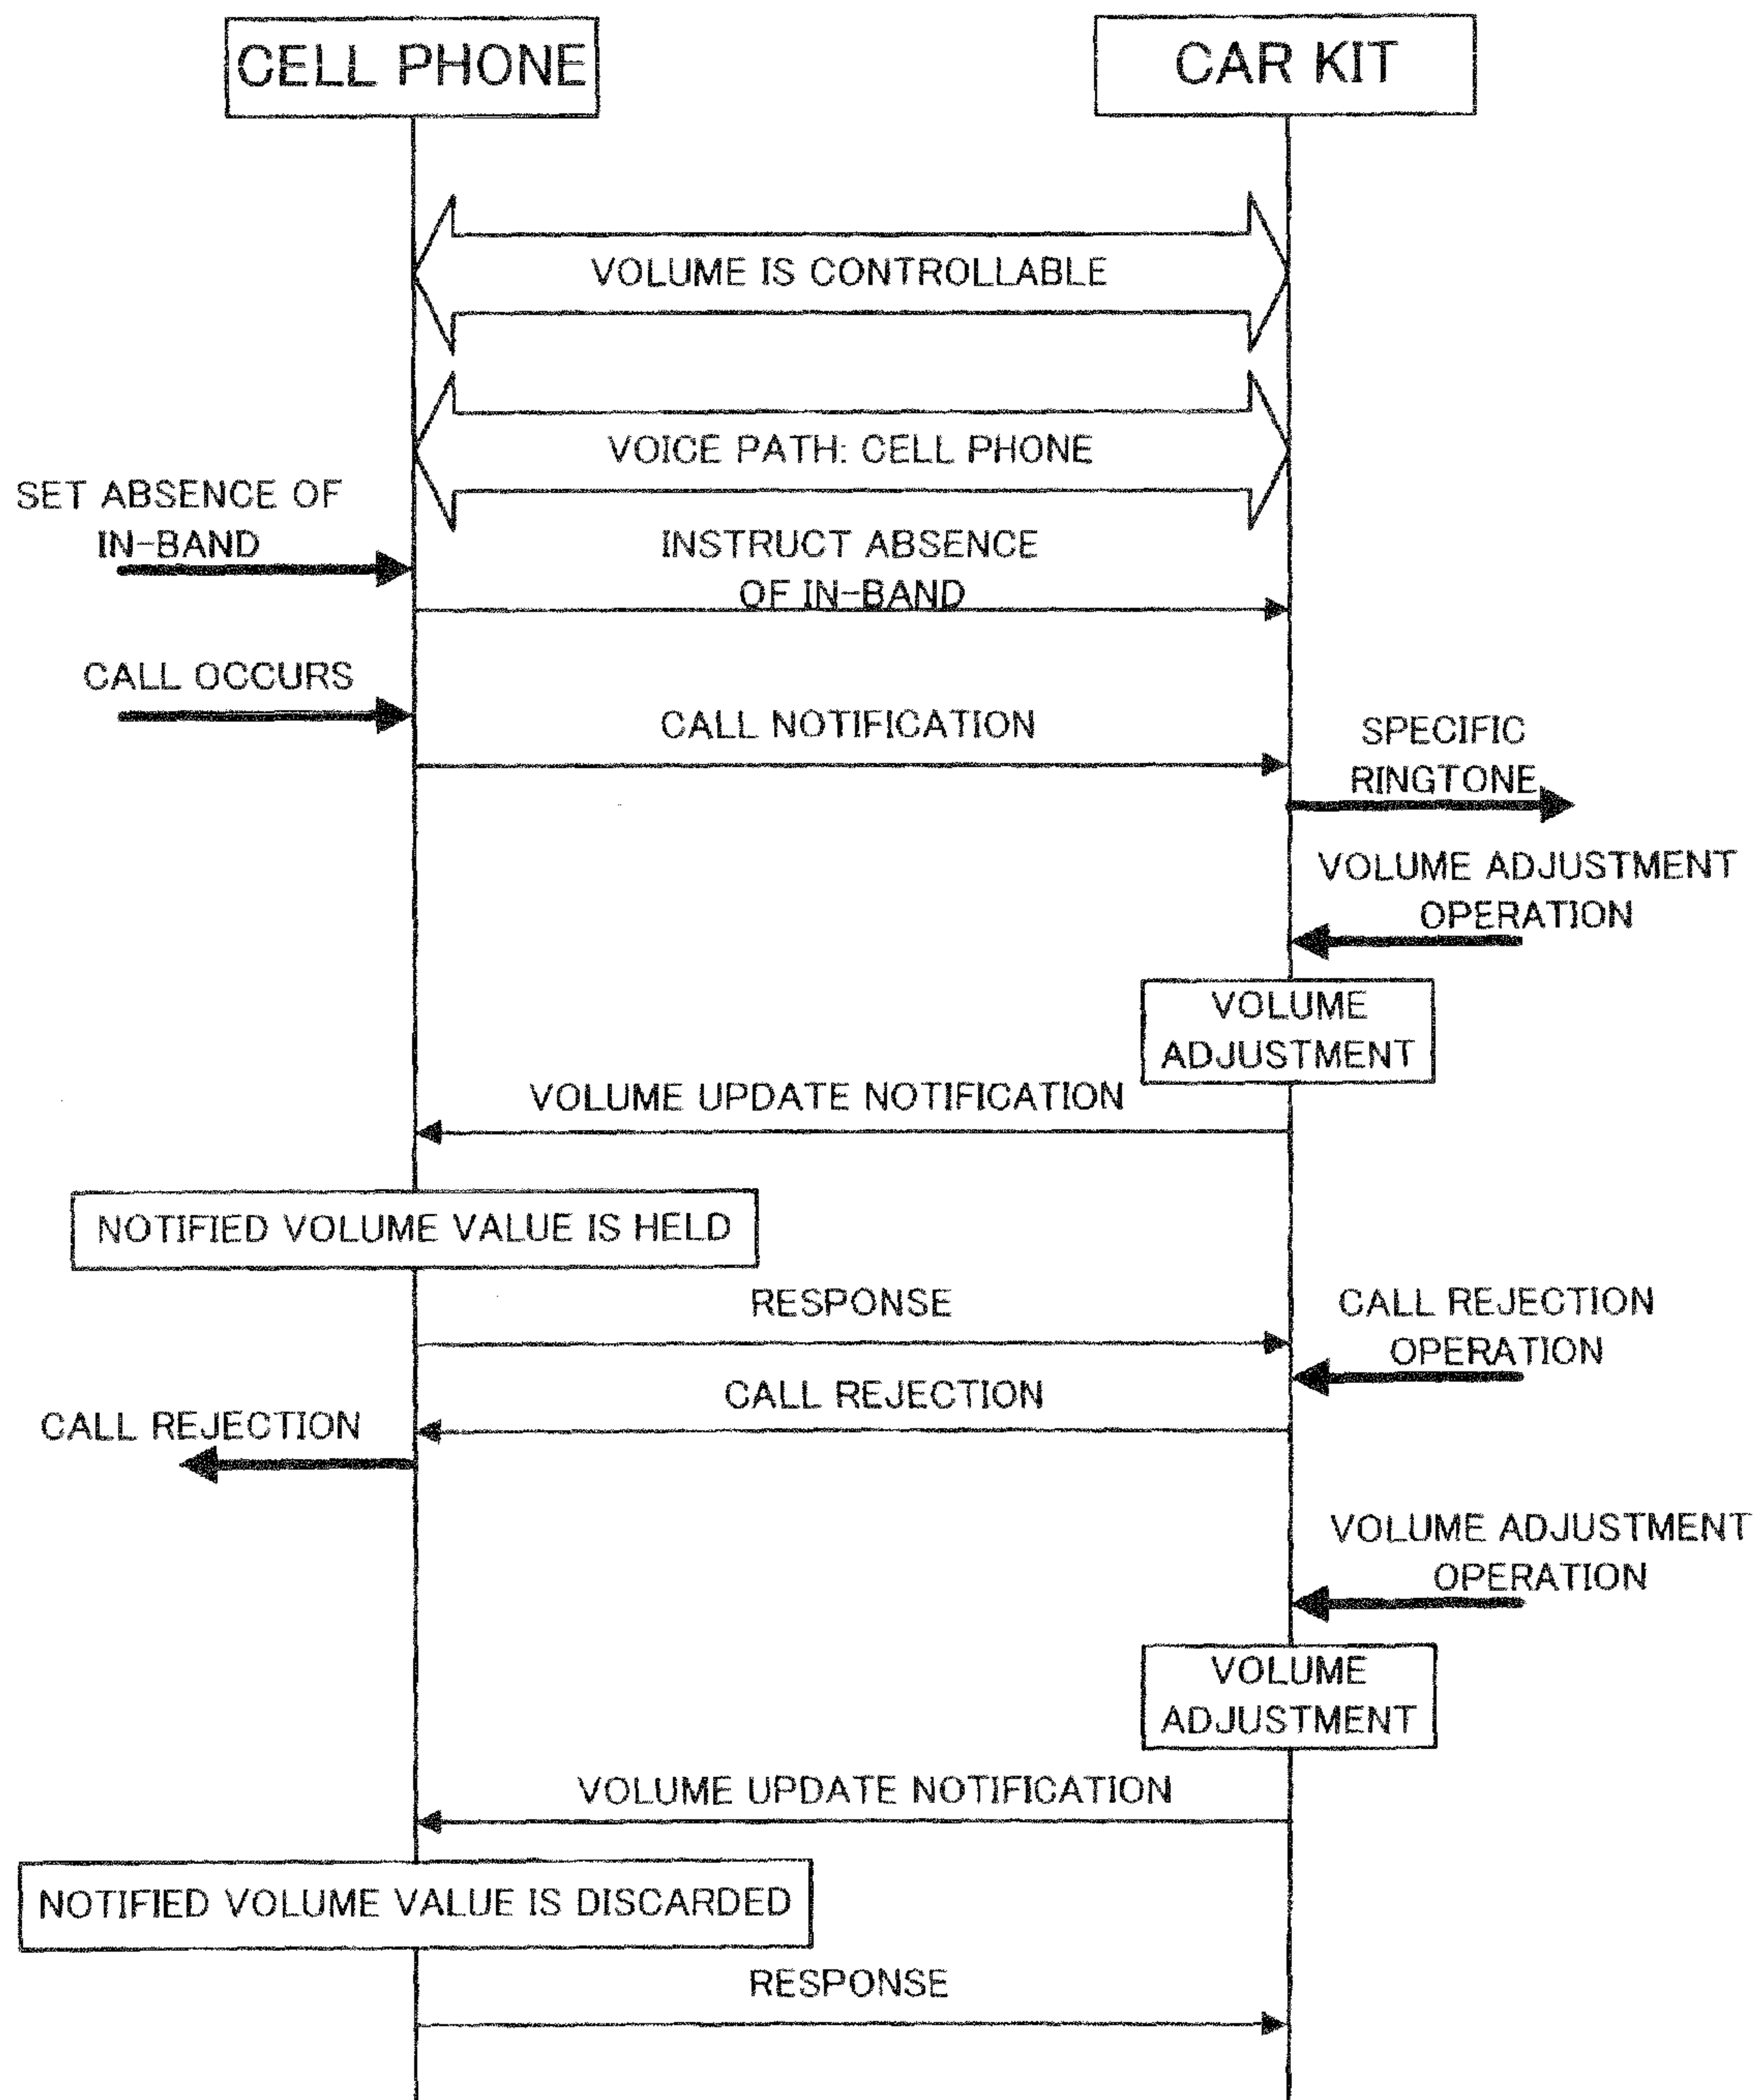 CELL PHONE
CAR KIT
VOLUME IS CONTROLLABLE
VOICE PATH: CELL PHONE
SET ABSENCE OF
IN-BAND
INSTRUCT ABSENCE
OF IN-BAND
CALL OCCURS
CALL NOTIFICATION
SPECIFIC
RINGTONE
VOLUME ADJUSTMENT
OPERATION
VOLUME
ADJUSTMENT
VOLUME UPDATE NOTIFICATION
NOTIFIED VOLUME VALUE IS HELD
RESPONSE
CALL REJECTION
OPERATION
CALL REJECTION
CALL REJECTION
VOLUME ADJUSTMENT
OPERATION
VOLUME
ADJUSTMENT
VOLUME UPDATE NOTIFICATION
NOTIFIED VOLUME VALUE IS DISCARDED
RESPONSE